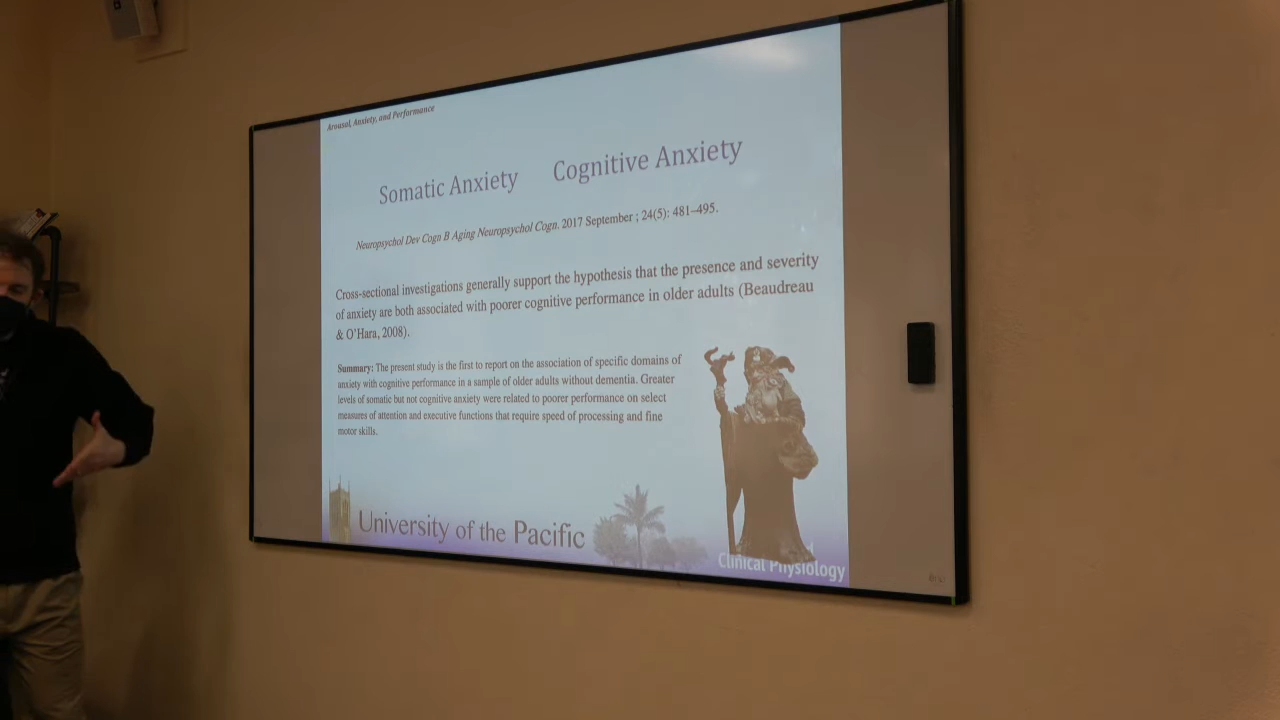 Arousal, Anxiety, and Performance
Somatic Anxiety Cognitive Anxiety
Neuropsychol Dev Cogn B Aging Neuropsychol Cogn. 2017 September ; 24(5): 481–495.
Cross-sectional investigations generally support the hypothesis that the presence and severity
of anxiety are both associated with poorer cognitive performance in older adults (Beaudreau
& O'Hara, 2008).
Summary: The present study is the first to report on the association of specific domains of
anxiety with cognitive performance in a sample of older adults without dementia. Greater
levels of somatic but not cognitive anxiety were related to poorer performance on select
measures of attention and executive functions that require speed of processing and fine
motor skills.
University of the Pacific
Clinical Physiology